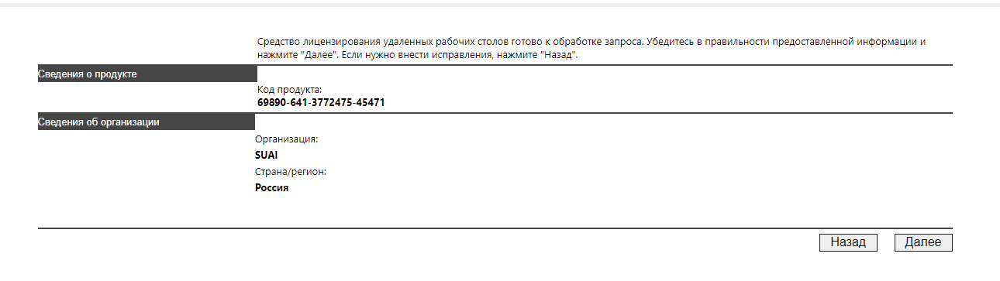 Средство лицензирования удаленных рабочих столов готово к обработке запроса. Убедитесь в правильности предоставленной информации и
нажмите "Далее". Если нужно внести исправления, нажмите "Назад".
Сведения о продукте
Код продукта:
69890-641-3772475-45471
Сведения об организации
Организация:
SUAI
Страна/регион:
Россия
Назад Далее